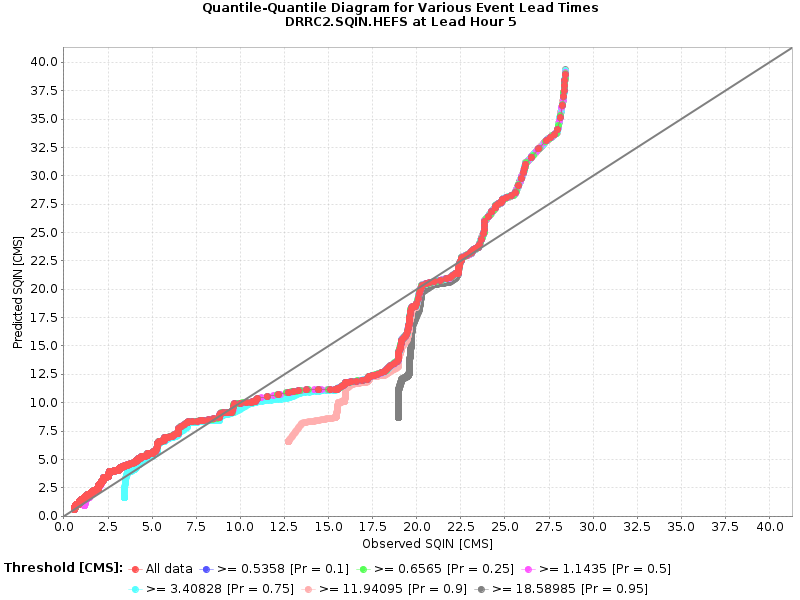 Quantile-Quantile Diagram for Various Event Lead Times
DRRC2.SQIN.HEFS at Lead Hour 5
Predicted SQIN [CMS]
40.0
37.5
35.0
32.5
30.0
27.5
25.0
22.5
20.0
17.5
15.0
12.5
10.0
7.5
5.0
2.5
0.0
0.0 2.5 5.0 7.5 10.0 12.5 15.0 17.5 20.0 22.5 25.0 27.5 30.0 32.5 35.0 37.5 40.0
Observed SQIN [CMS]
Threshold [CMS]: All data >= 0.5358 [Pr = 0.1] >= 0.6565 [Pr = 0.25] >= 1.1435 [Pr = 0.5]
>= 3.40828 [Pr = 0.75] >= 11.94095 [Pr = 0.9] >= 18.58985 [Pr = 0.95]